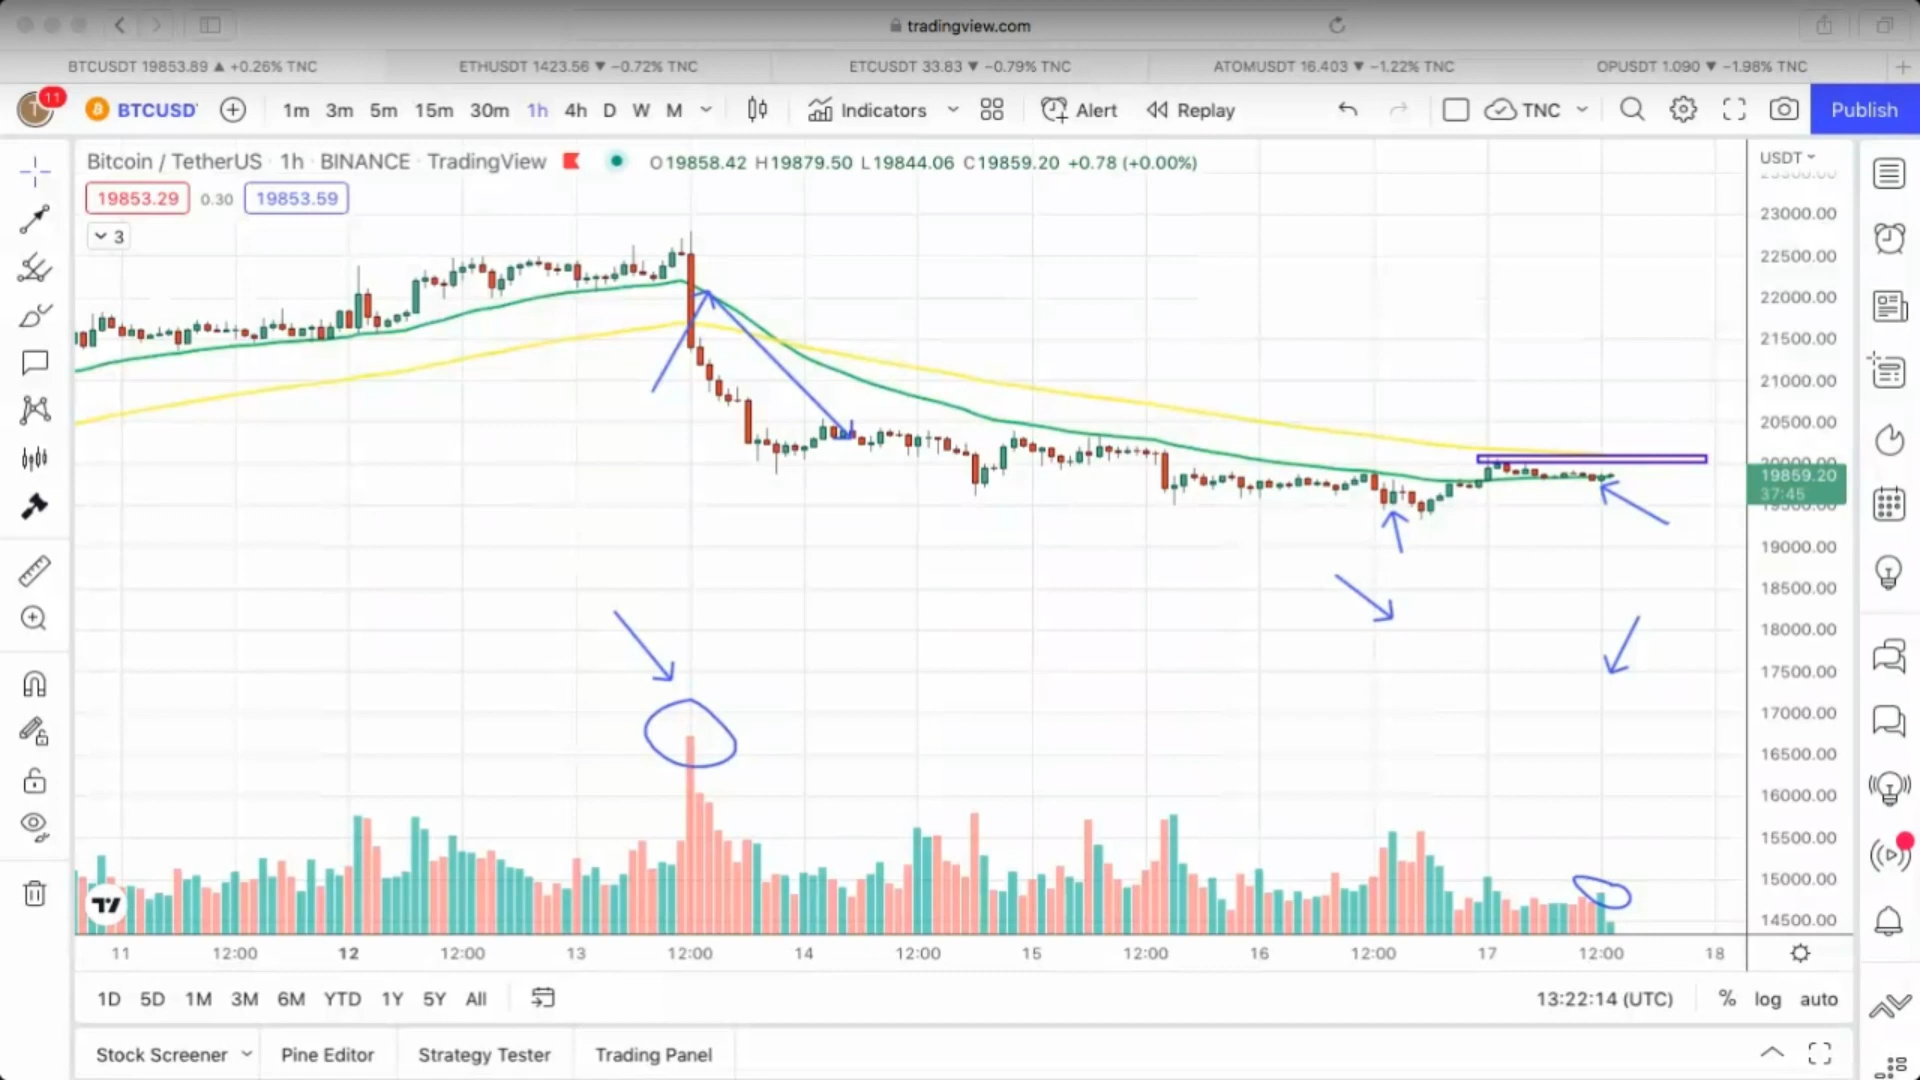 tradingview.com
BTCUSDT 19853.89 ▲ +0.26% TNC
ETHUSDT 1423.56 ▼ −0.72% TNC
ETCUSDT 33.83 ▼ −0.79% TNC
ATOMUSDT 16.403 ▼ −1.22% TNC
OPUSDT 1.090 ▼ −1.98% TNC
T 11
BTCUSD
1m 3m 5m 15m 30m 1h 4h D W M
Indicators
Alert
Replay
TNC
Publish
Bitcoin / TetherUS · 1h · BINANCE · TradingView
O19858.42 H19879.50 L19844.06 C19859.20 +0.78 (+0.00%)
USDT
19853.29 0.30 19853.59
3
23000.00
22500.00
22000.00
21500.00
21000.00
20500.00
19859.20
37:45
19000.00
18500.00
18000.00
17500.00
17000.00
16500.00
16000.00
15500.00
15000.00
14500.00
11 12:00 12 12:00 13 12:00 14 12:00 15 12:00 16 12:00 17 12:00 18
1D 5D 1M 3M 6M YTD 1Y 5Y All
13:22:14 (UTC) % log auto
Stock Screener Pine Editor Strategy Tester Trading Panel